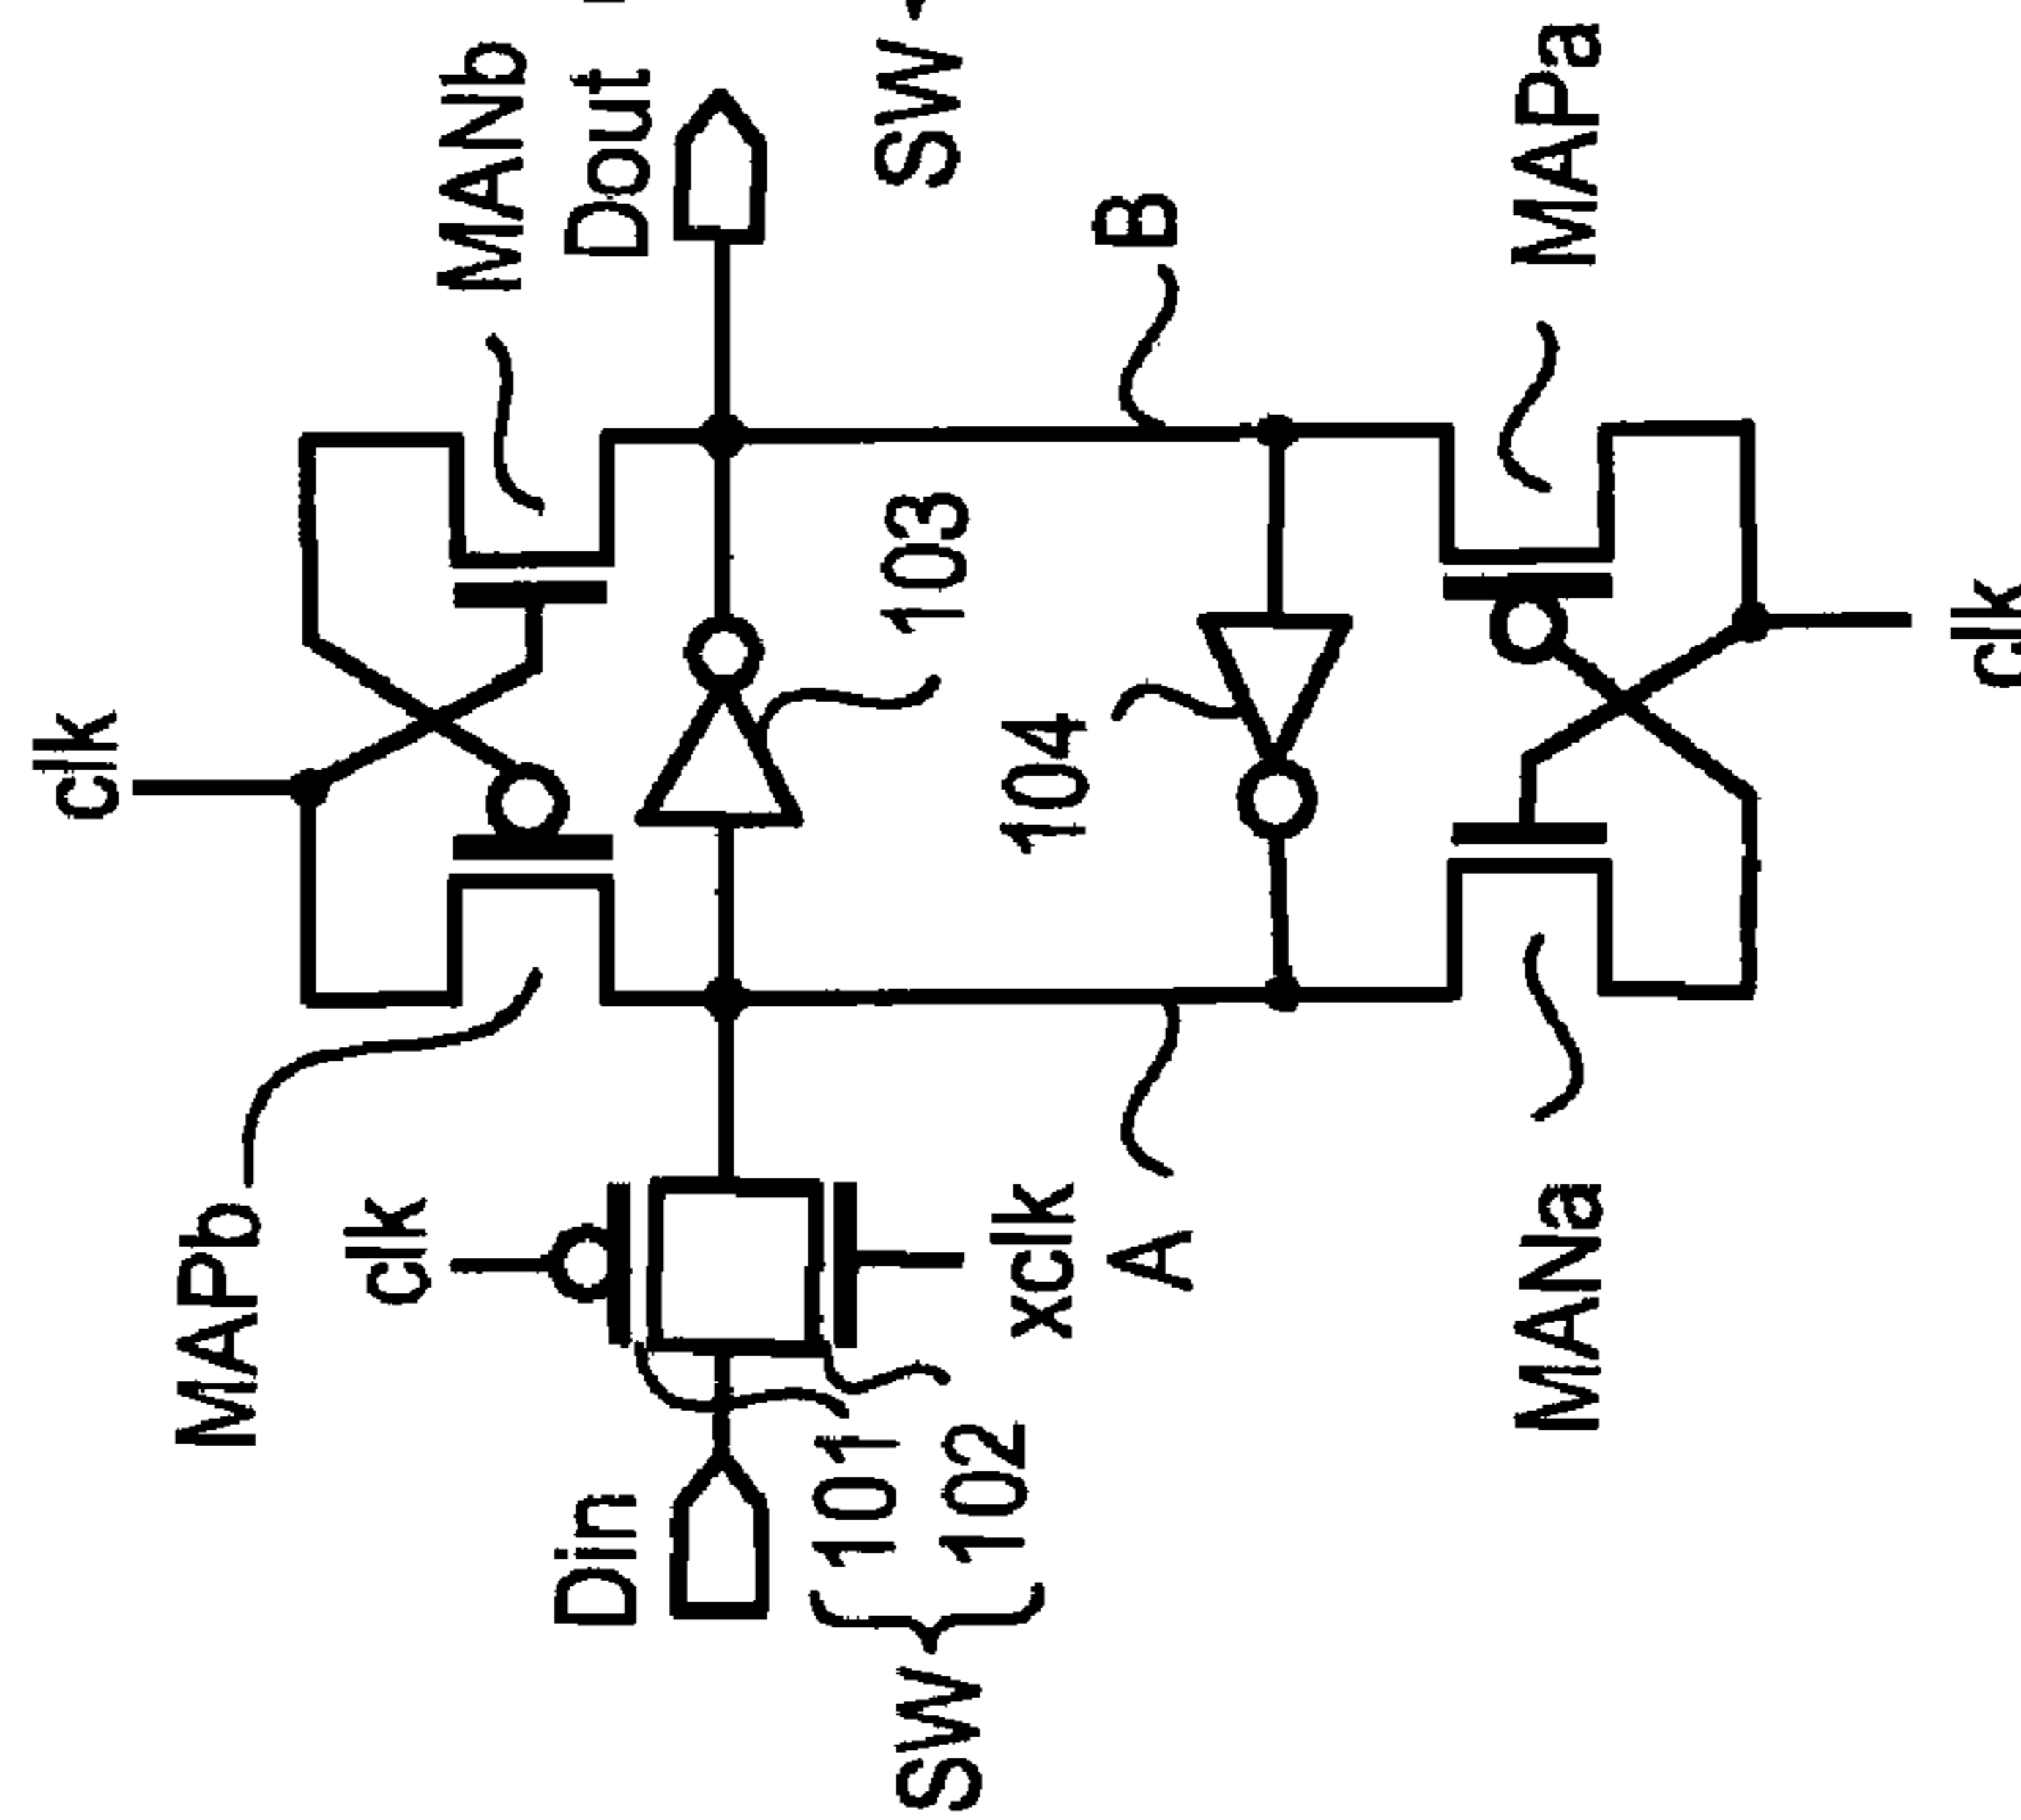 clk
MAPb
MANb
clk
Din
Dout
101
102
SW
xclk
103
SW
104
A
B
MANa
MAPa
clk